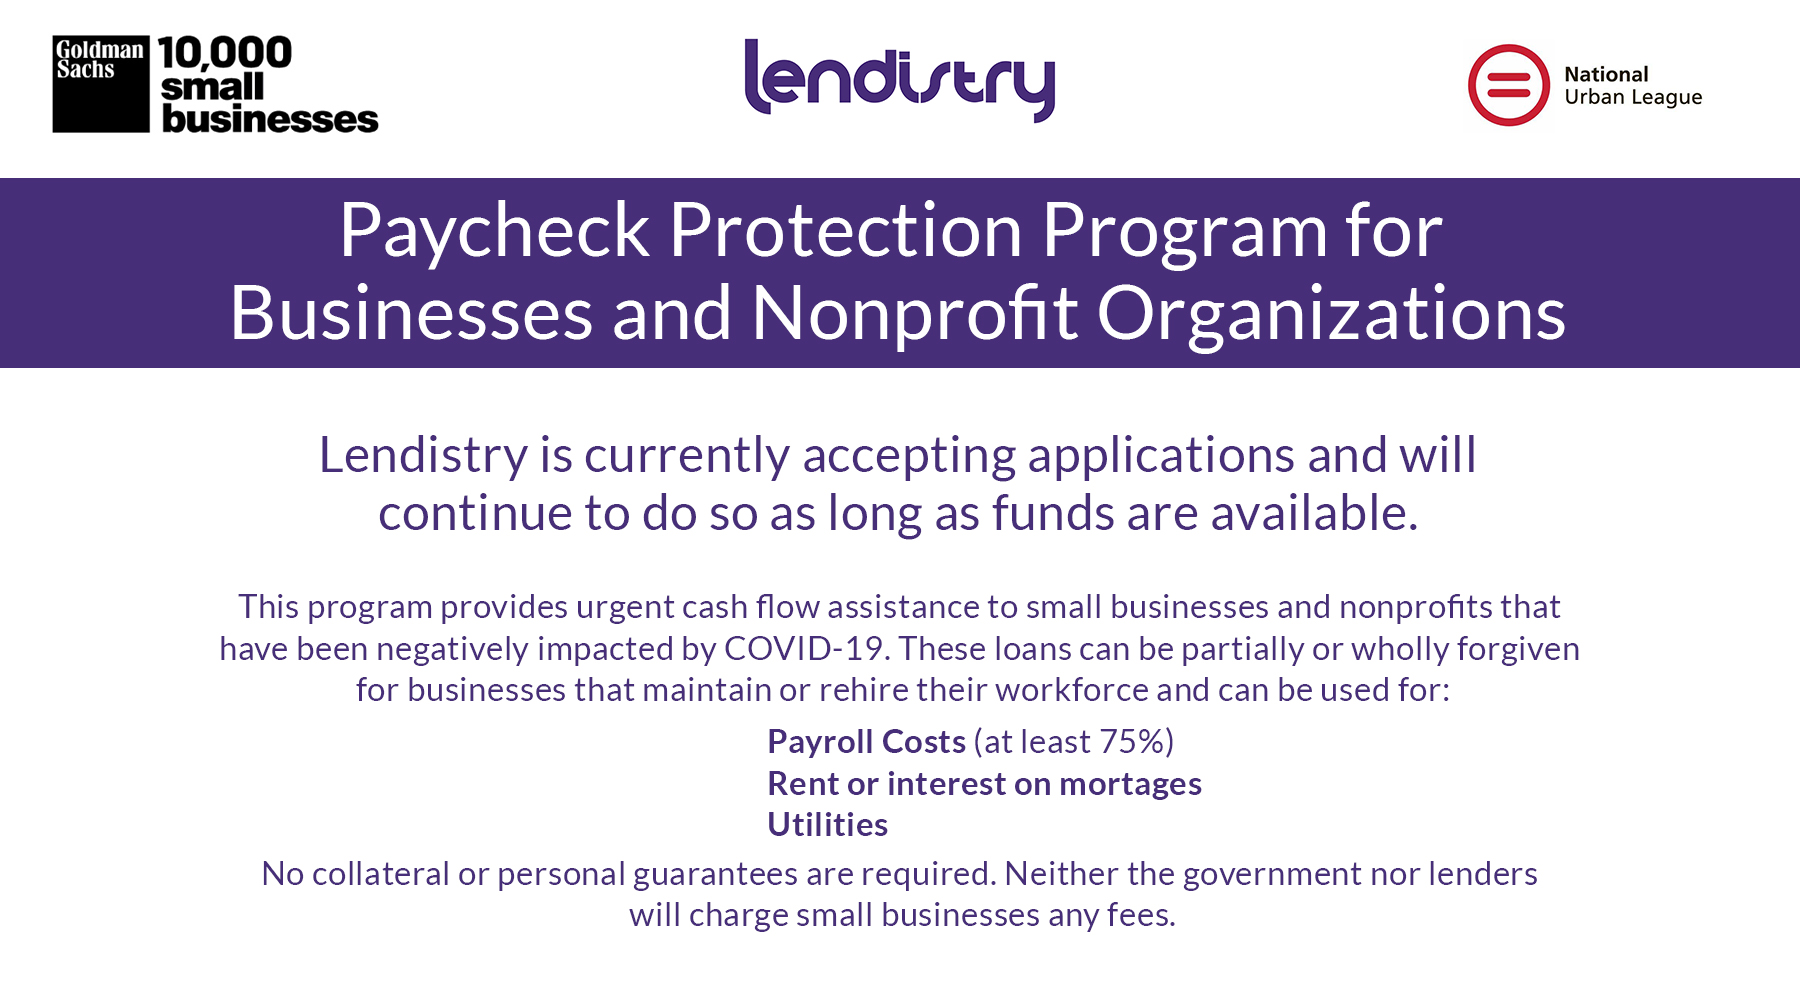 Goldman
Sachs
10,000
small
businesses
lendistry
National
Urban League
Paycheck Protection Program for
Businesses and Nonprofit Organizations
Lendistry is currently accepting applications and will
continue to do so as long as funds are available.
This program provides urgent cash flow assistance to small businesses and nonprofits that
have been negatively impacted by COVID-19. These loans can be partially or wholly forgiven
for businesses that maintain or rehire their workforce and can be used for:
Payroll Costs (at least 75%)
Rent or interest on mortages
Utilities
No collateral or personal guarantees are required. Neither the government nor lenders
will charge small businesses any fees.